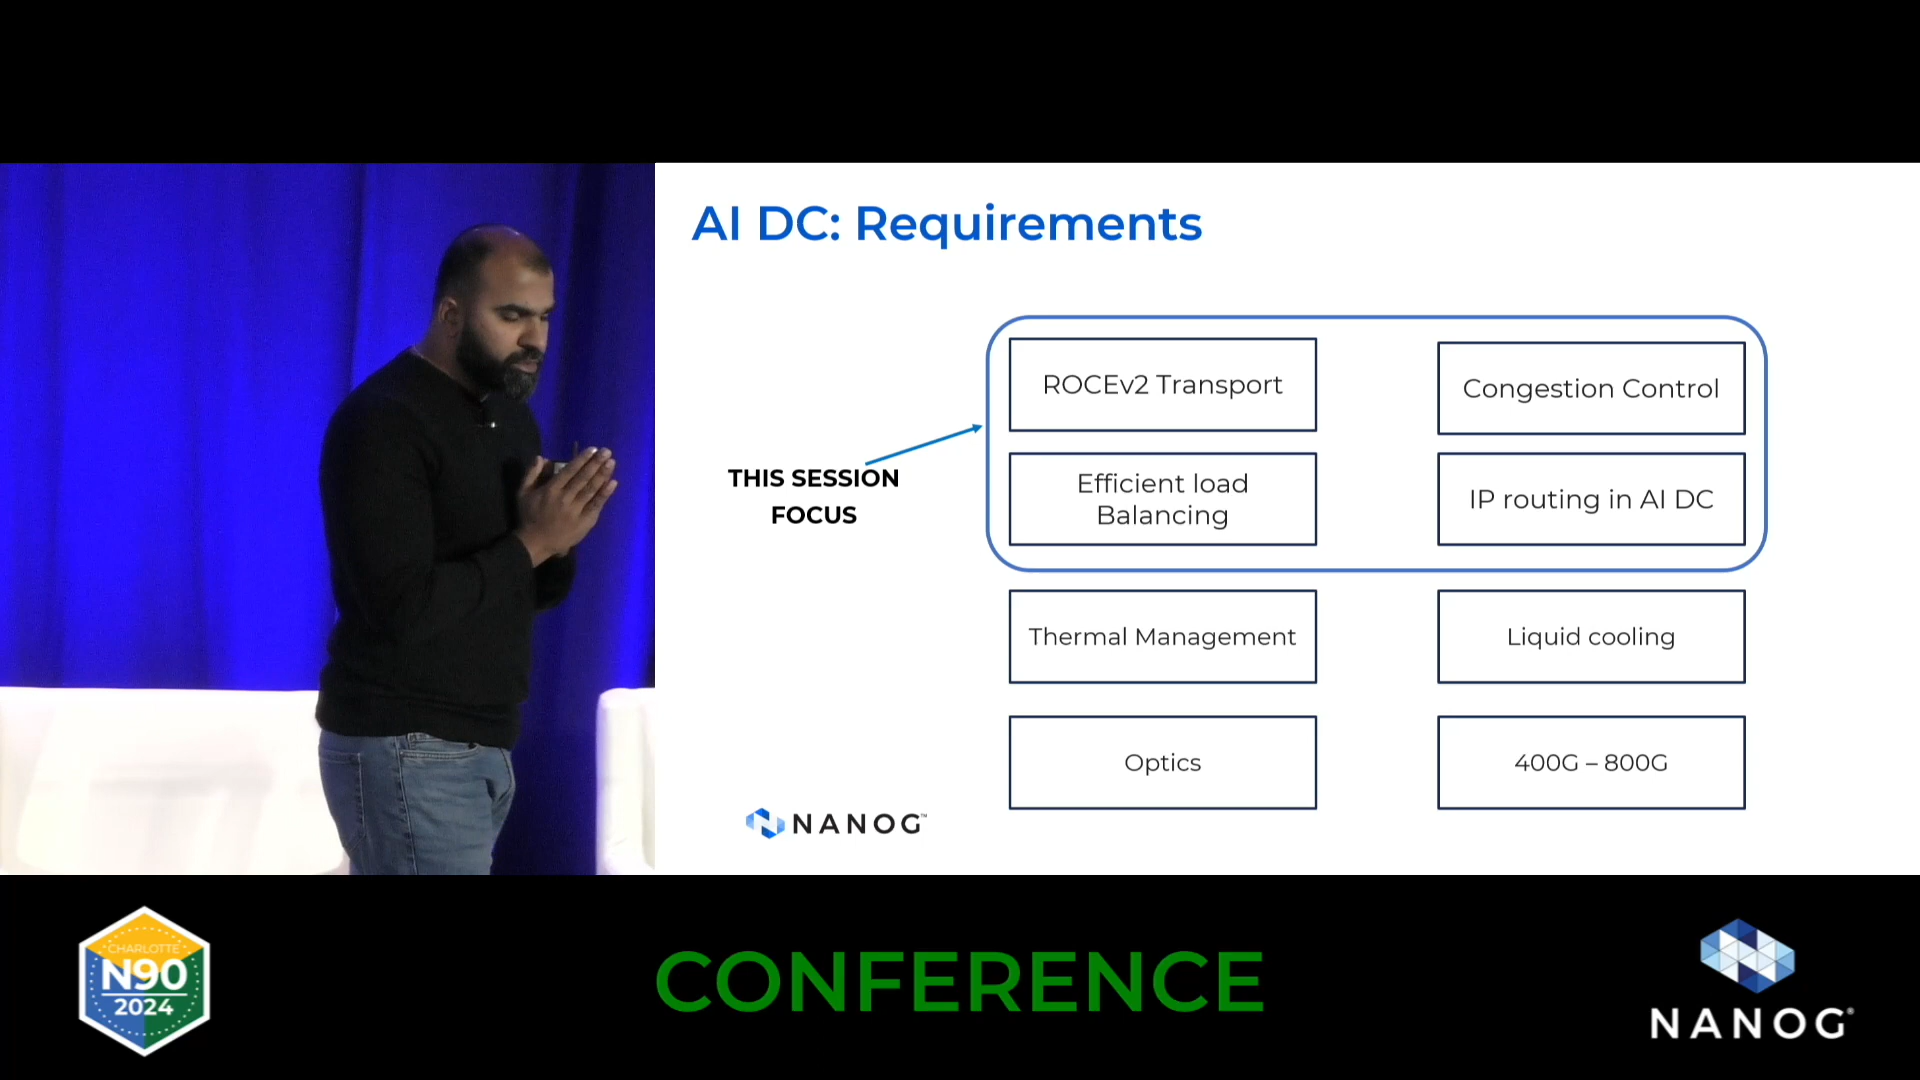 AI DC: Requirements
ROCEv2 Transport
Congestion Control
THIS SESSION
FOCUS
Efficient load
Balancing
IP routing in AI DC
Thermal Management
Liquid cooling
Optics
400G – 800G
NANOG™
CHARLOTTE
N90
2024
CONFERENCE
NANOG®